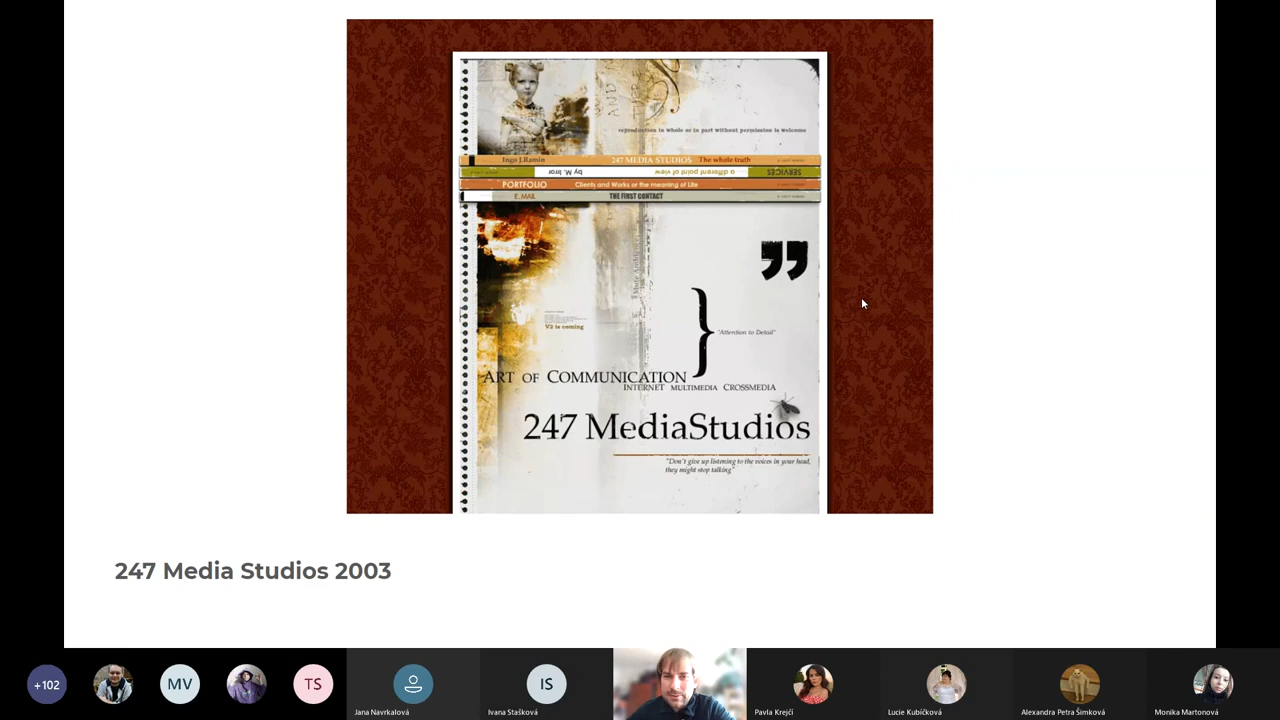 AND
reproduction in whole or in part without permission is welcome
Ingo J.Ramin 247 MEDIA STUDIOS The whole truth
SERVICES a different point of view by M. Irror
PORTFOLIO Clients and Works or the meaning of Life
E.MAIL THE FIRST CONTACT
”
V2 is coming
}
"Attention to Detail"
ART OF COMMUNICATION
INTERNET MULTIMEDIA CROSSMEDIA
247 MediaStudios
"Don't give up listening to the voices in your head,
they might stop talking"
247 Media Studios 2003
+102
MV
TS
IS
Jana Navrkalová
Ivana Stašková
Pavla Krejčí
Lucie Kubíčková
Alexandra Petra Šimková
Monika Martonová